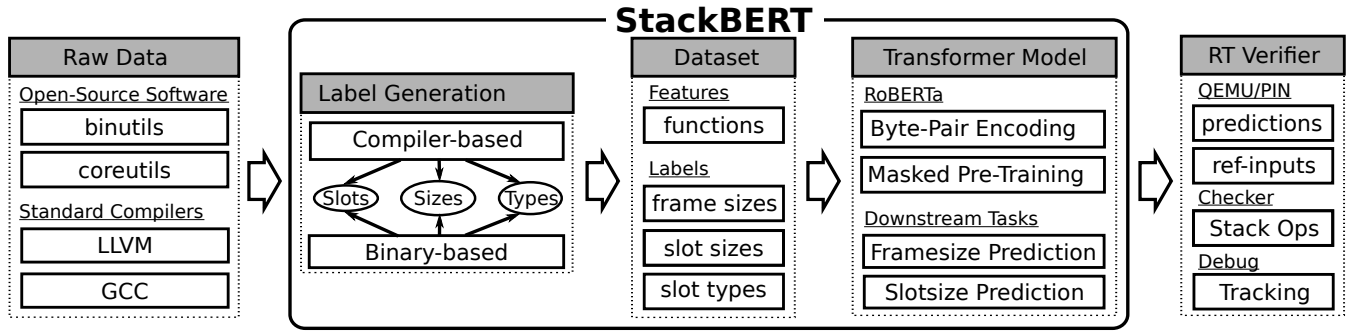 StackBERT
Raw Data
Open-Source Software
binutils
coreutils
Standard Compilers
LLVM
GCC
Label Generation
Compiler-based
Slots
Sizes
Types
Binary-based
Dataset
Features
functions
Labels
frame sizes
slot sizes
slot types
Transformer Model
RoBERTa
Byte-Pair Encoding
Masked Pre-Training
Downstream Tasks
Framesize Prediction
Slotsize Prediction
RT Verifier
QEMU/PIN
predictions
ref-inputs
Checker
Stack Ops
Debug
Tracking